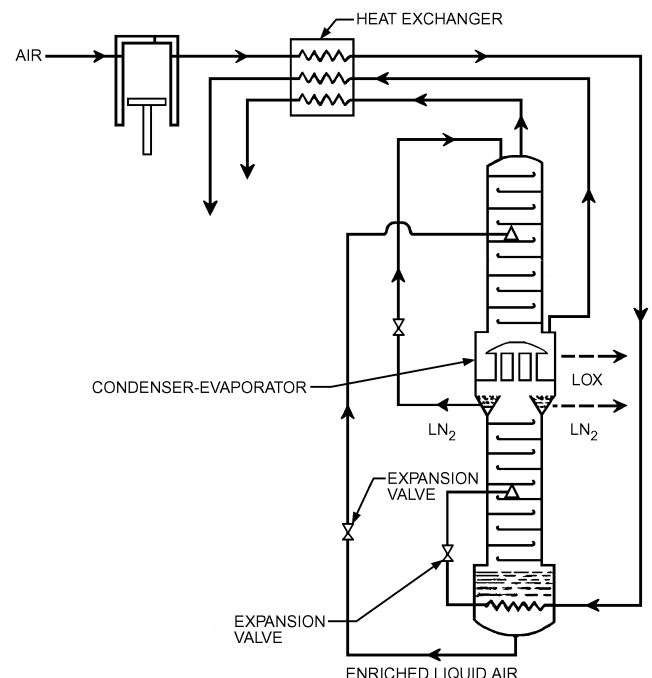 HEAT EXCHANGER
AIR
CONDENSER-EVAPORATOR
LOX
LN2
LN2
EXPANSION
VALVE
EXPANSION
VALVE
ENRICHED LIQUID AIR